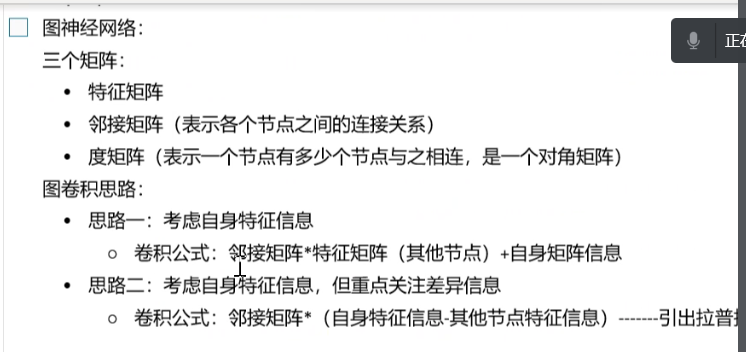 图神经网络：
正在
三个矩阵：
• 特征矩阵
• 邻接矩阵（表示各个节点之间的连接关系）
• 度矩阵（表示一个节点有多少个节点与之相连，是一个对角矩阵）
图卷积思路：
• 思路一：考虑自身特征信息
○ 卷积公式：邻接矩阵*特征矩阵（其他节点）+自身矩阵信息
• 思路二：考虑自身特征信息，但重点关注差异信息
○ 卷积公式：邻接矩阵*（自身特征信息-其他节点特征信息）-------引出拉普